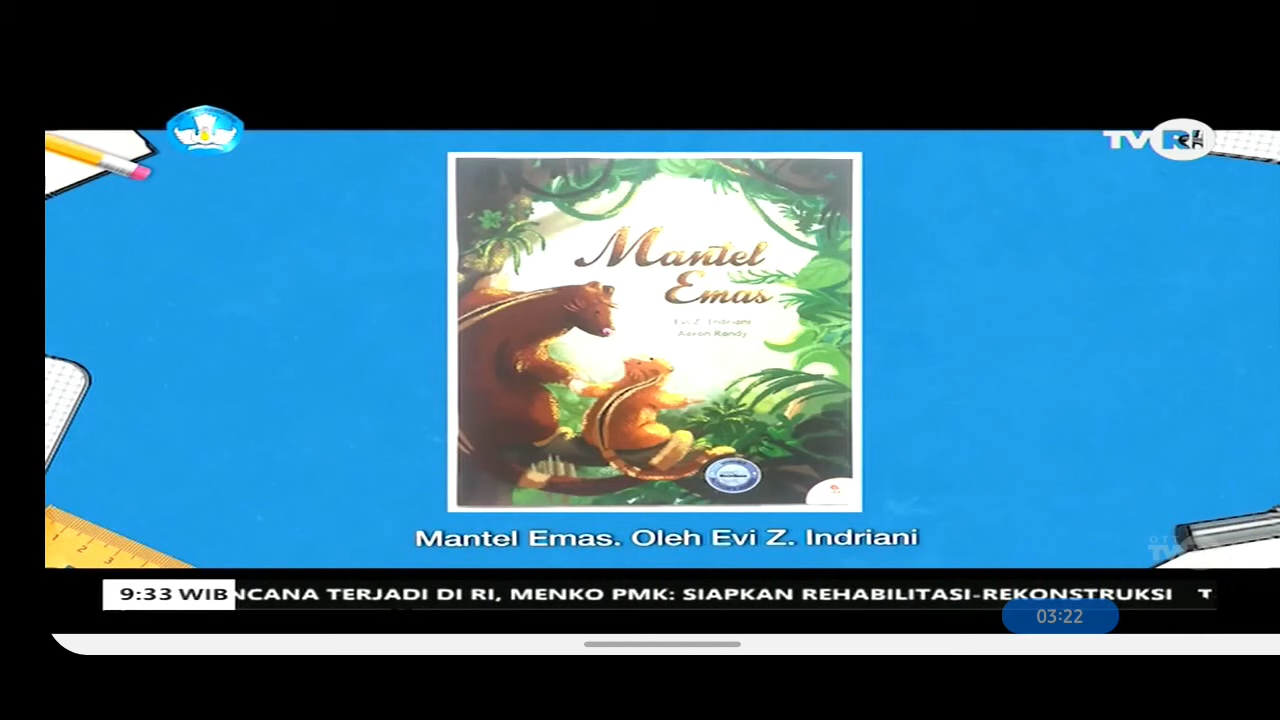 TVRI
Mantel
Emas
Evi Z. Indriani
Aaron Randy
Mantel Emas. Oleh Evi Z. Indriani
OTT
9:33 WIB NCANA TERJADI DI RI, MENKO PMK: SIAPKAN REHABILITASI-REKONSTRUKSI T
03:22